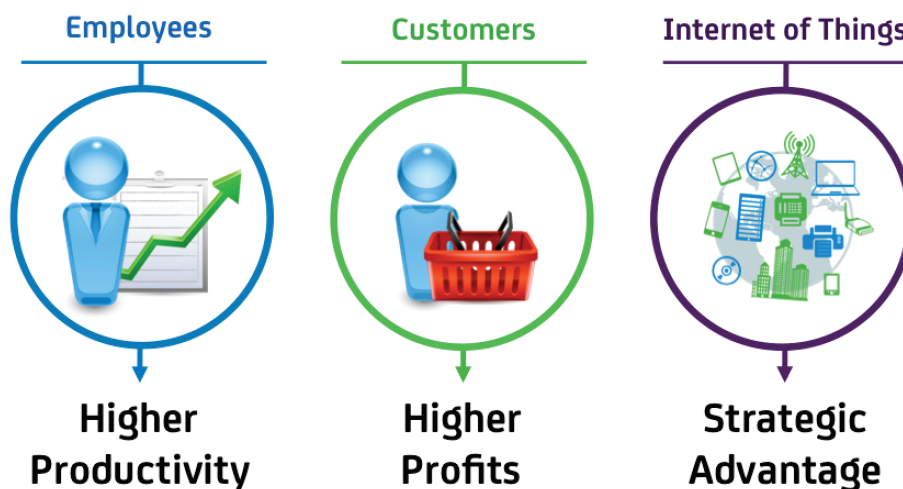 Employees
Customers
Internet of Things
Higher
Productivity
Higher
Profits
Strategic
Advantage